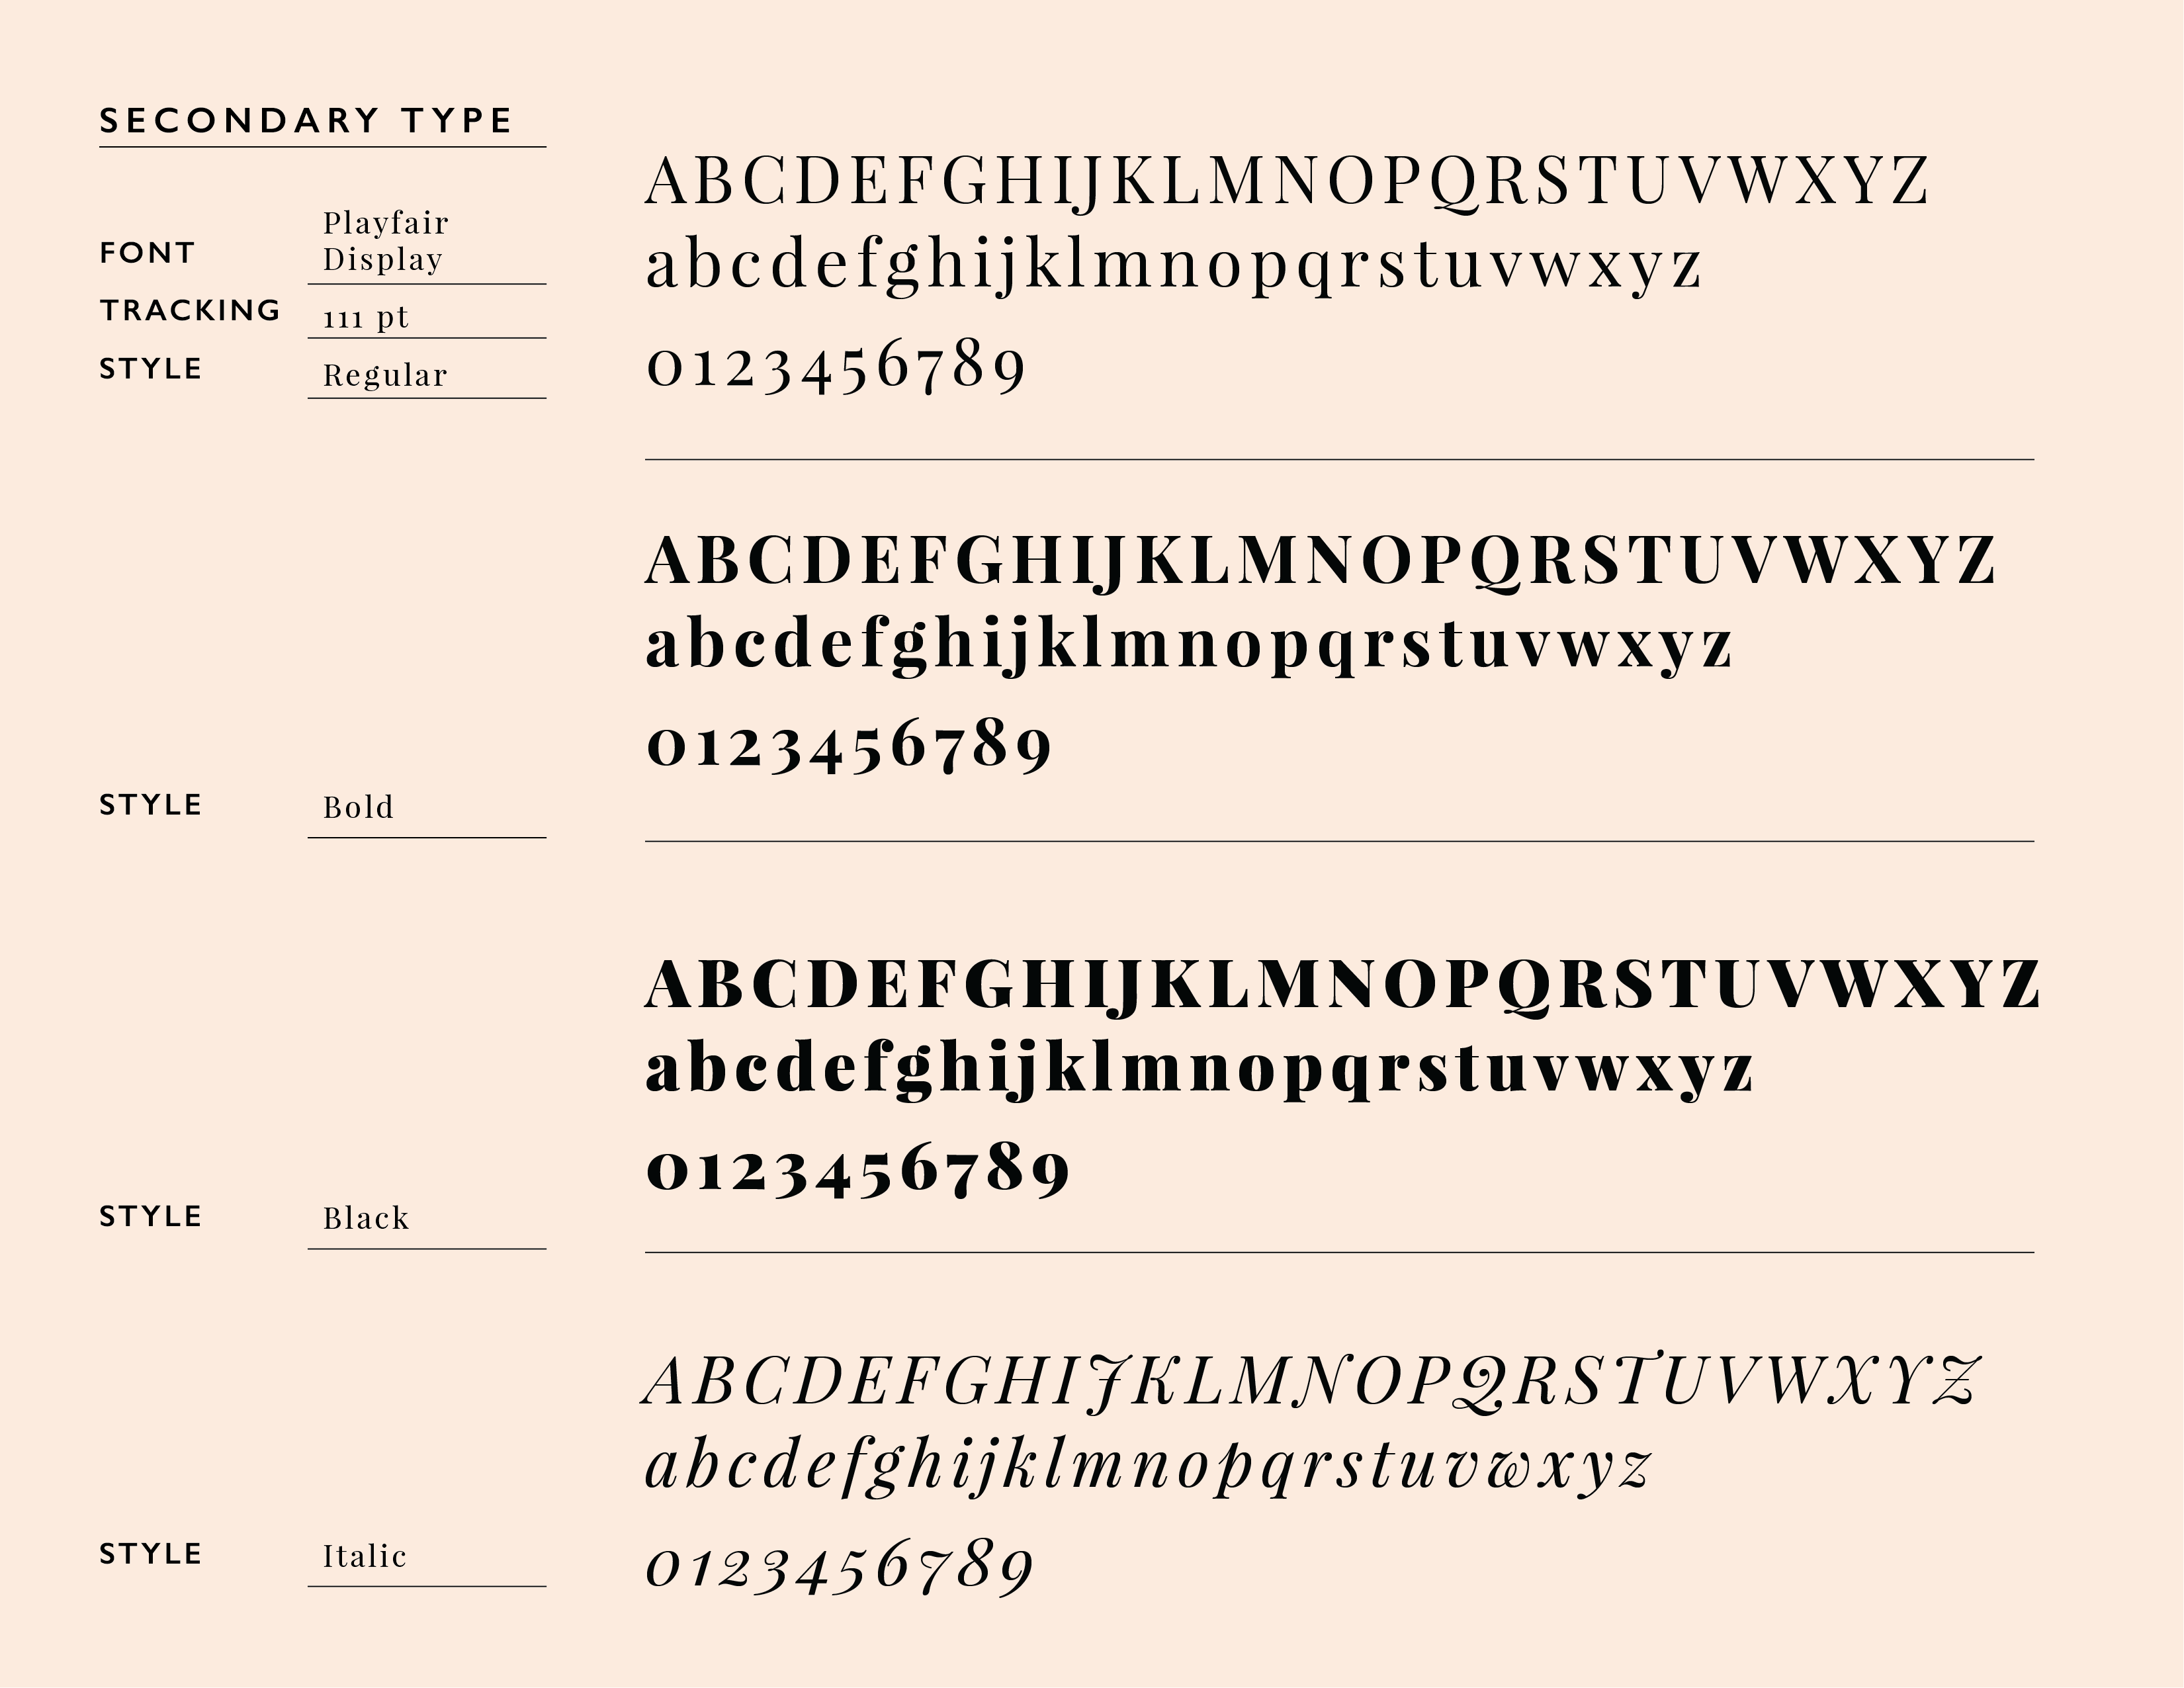 SECONDARY TYPE
FONT
Playfair
Display
TRACKING
111 pt
STYLE
Regular
ABCDEFGHIJKLMNOPQRSTUVWXYZ
abcdefghijklmnopqrstuvwxyz
0123456789
STYLE
Bold
ABCDEFGHIJKLMNOPQRSTUVWXYZ
abcdefghijklmnopqrstuvwxyz
0123456789
STYLE
Black
ABCDEFGHIJKLMNOPQRSTUVWXYZ
abcdefghijklmnopqrstuvwxyz
0123456789
STYLE
Italic
ABCDEFGHIJKLMNOPQRSTUVWXYZ
abcdefghijklmnopqrstuvwxyz
0123456789